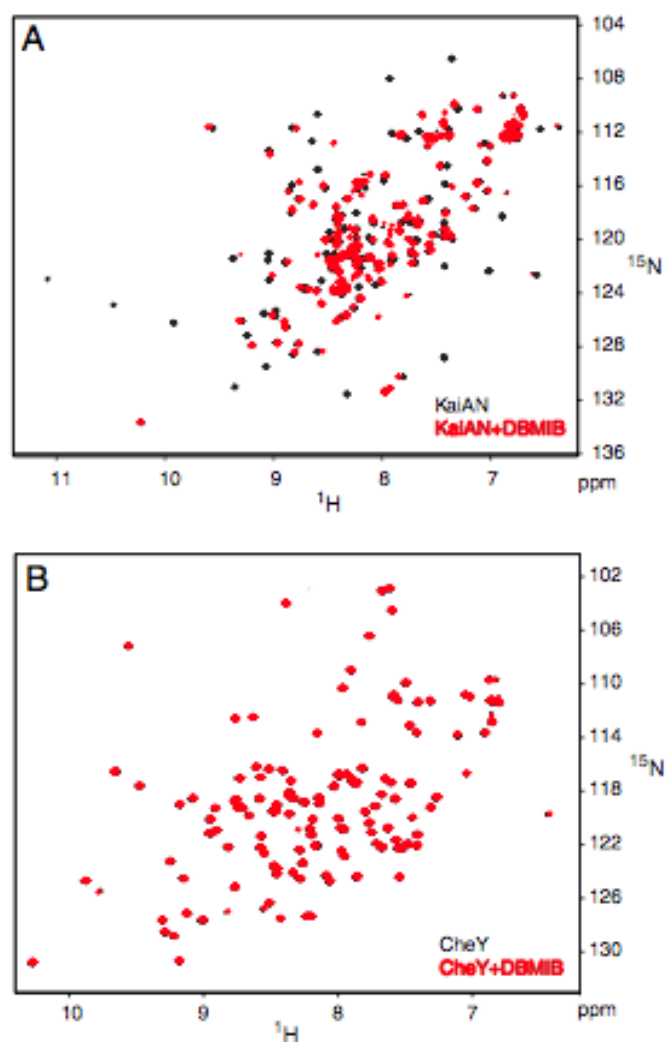 A
104
108
112
116
120
15N
124
128
132
KaiAN
KaiAN+DBMIB
136
11 10 9 8 7 ppm
1H
B
102
106
110
114
15N
118
122
126
CheY
130
CheY+DBMIB
10 9 8 7 ppm
1H